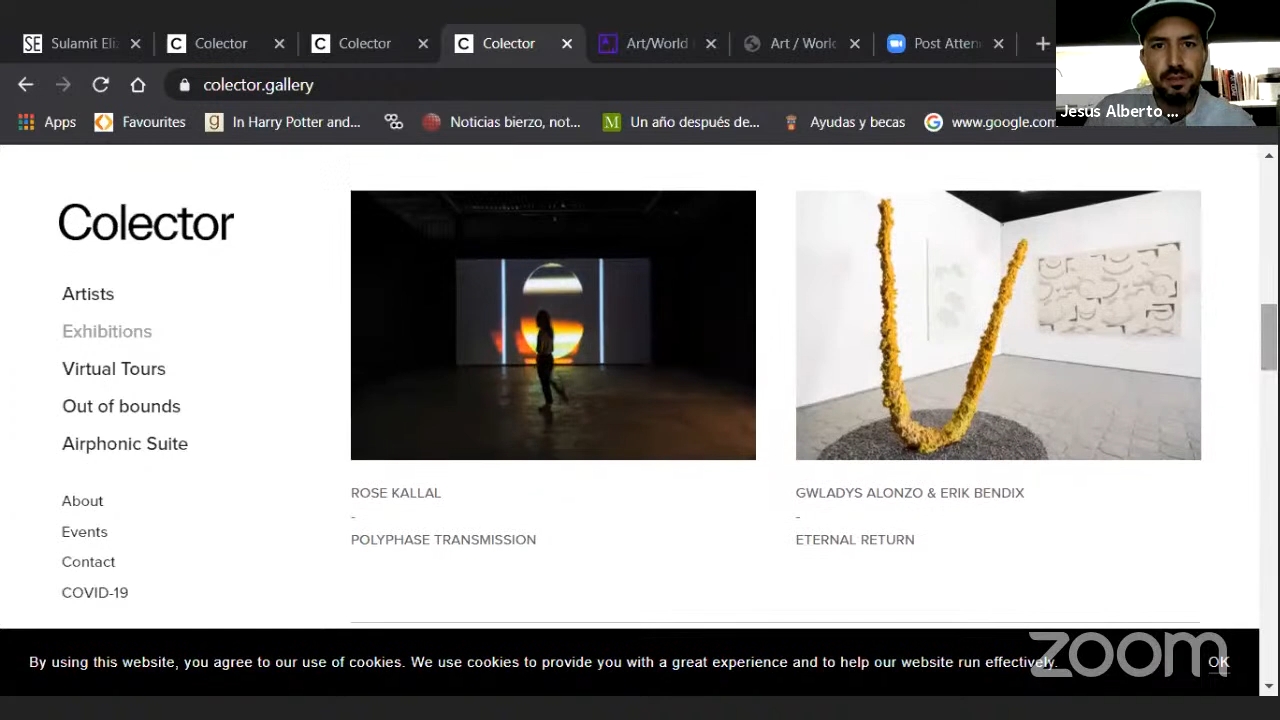 SE Sulamit Eli
C Colector
C Colector
C Colector
Art/World
Art / Worl
Post Atten
colector.gallery
Apps
Favourites
g In Harry Potter and...
Noticias bierzo, not...
M Un año después de...
Ayudas y becas
G www.google.com
Jesús Alberto ...
Colector
Artists
Exhibitions
Virtual Tours
Out of bounds
Airphonic Suite
About
Events
Contact
COVID-19
ROSE KALLAL
-
POLYPHASE TRANSMISSION
GWLADYS ALONZO & ERIK BENDIX
-
ETERNAL RETURN
By using this website, you agree to our use of cookies. We use cookies to provide you with a great experience and to help our website run effectively.
OK
zoom